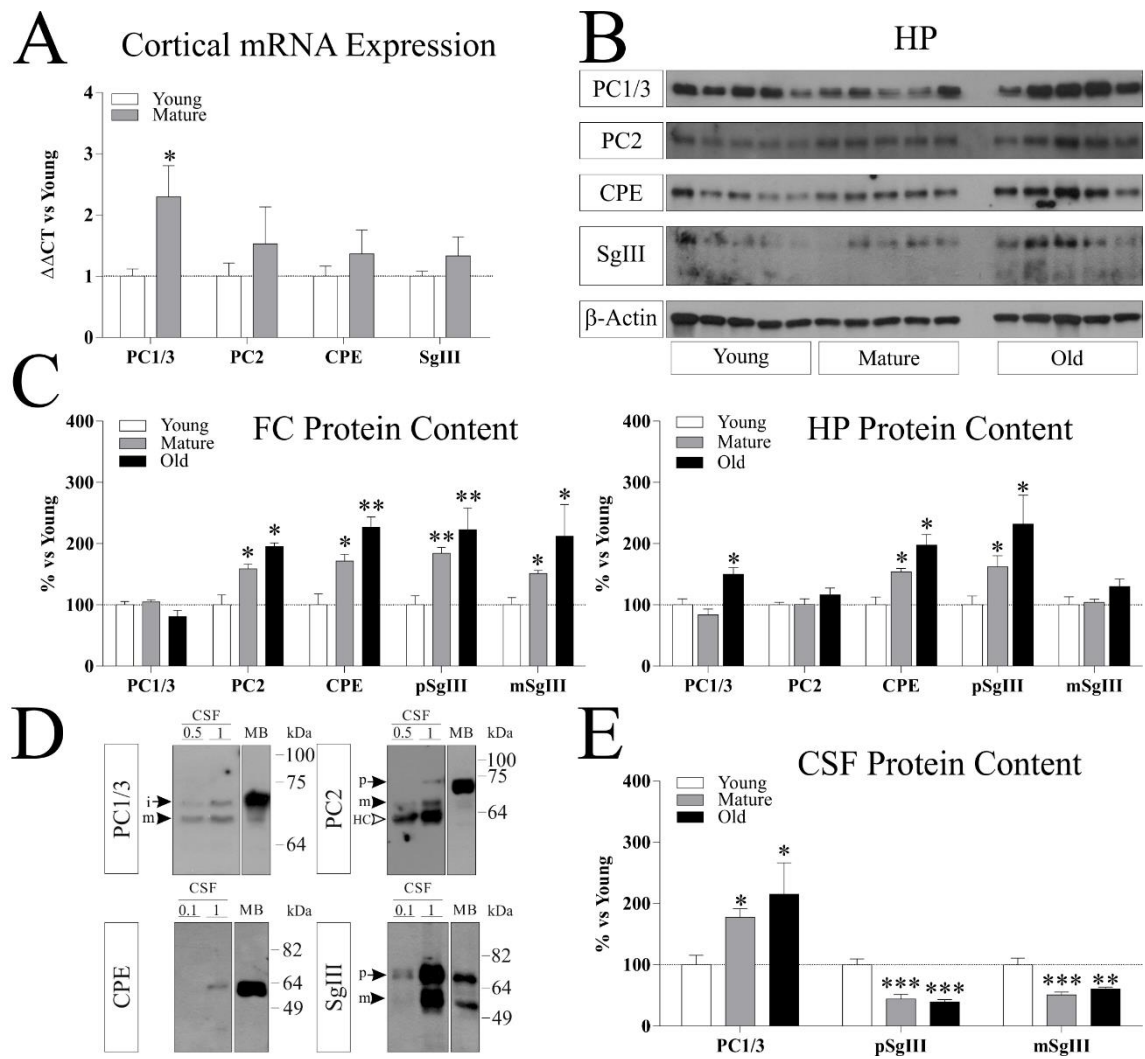 A
Cortical mRNA Expression
Young
Mature
ΔΔCT vs Young
4
3
2
1
0
*
PC1/3 PC2 CPE SgIII
B
HP
PC1/3
PC2
CPE
SgIII
β-Actin
Young Mature Old
C
FC Protein Content
Young
Mature
Old
% vs Young
400
300
200
100
0
* * * ** ** ** * *
PC1/3 PC2 CPE pSgIII mSgIII
HP Protein Content
Young
Mature
Old
% vs Young
400
300
200
100
0
* * * * *
PC1/3 PC2 CPE pSgIII mSgIII
D
PC1/3
CSF
0.5 1 MB kDa
100
75
64
i
m
PC2
CSF
0.5 1 MB kDa
100
75
64
p
m
HC
CPE
CSF
0.1 1 MB kDa
82
64
49
SgIII
CSF
0.1 1 MB kDa
82
64
49
p
m
E
CSF Protein Content
Young
Mature
Old
% vs Young
400
300
200
100
0
* * *** *** *** **
PC1/3 pSgIII mSgIII